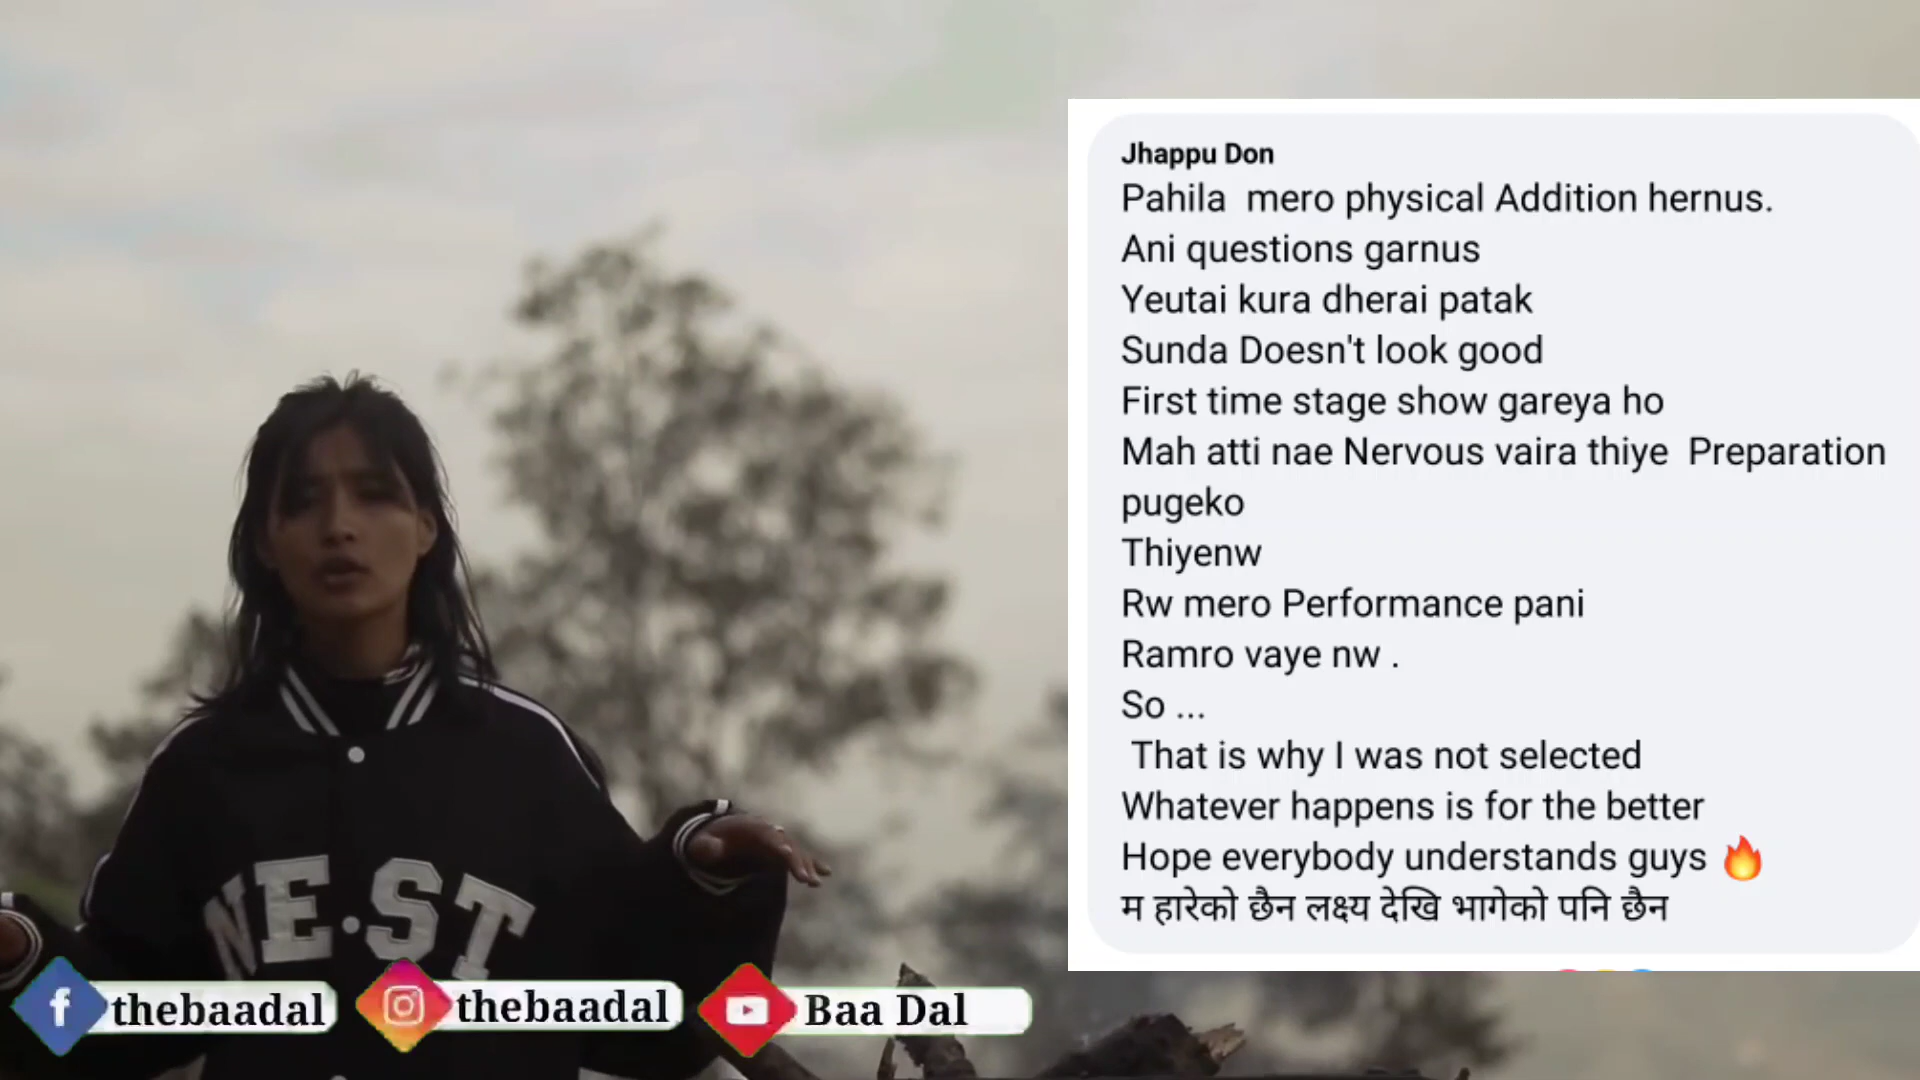 Jhappu Don
Pahila mero physical Addition hernus.
Ani questions garnus
Yeutai kura dherai patak
Sunda Doesn't look good
First time stage show gareya ho
Mah atti nae Nervous vaira thiye Preparation
pugeko
Thiyenw
Rw mero Performance pani
Ramro vaye nw .
So ...
That is why I was not selected
Whatever happens is for the better
Hope everybody understands guys 🔥
म हारेको छैन लक्ष्य देखि भागेको पनि छैन
NE•ST
thebaadal
thebaadal
Baa Dal